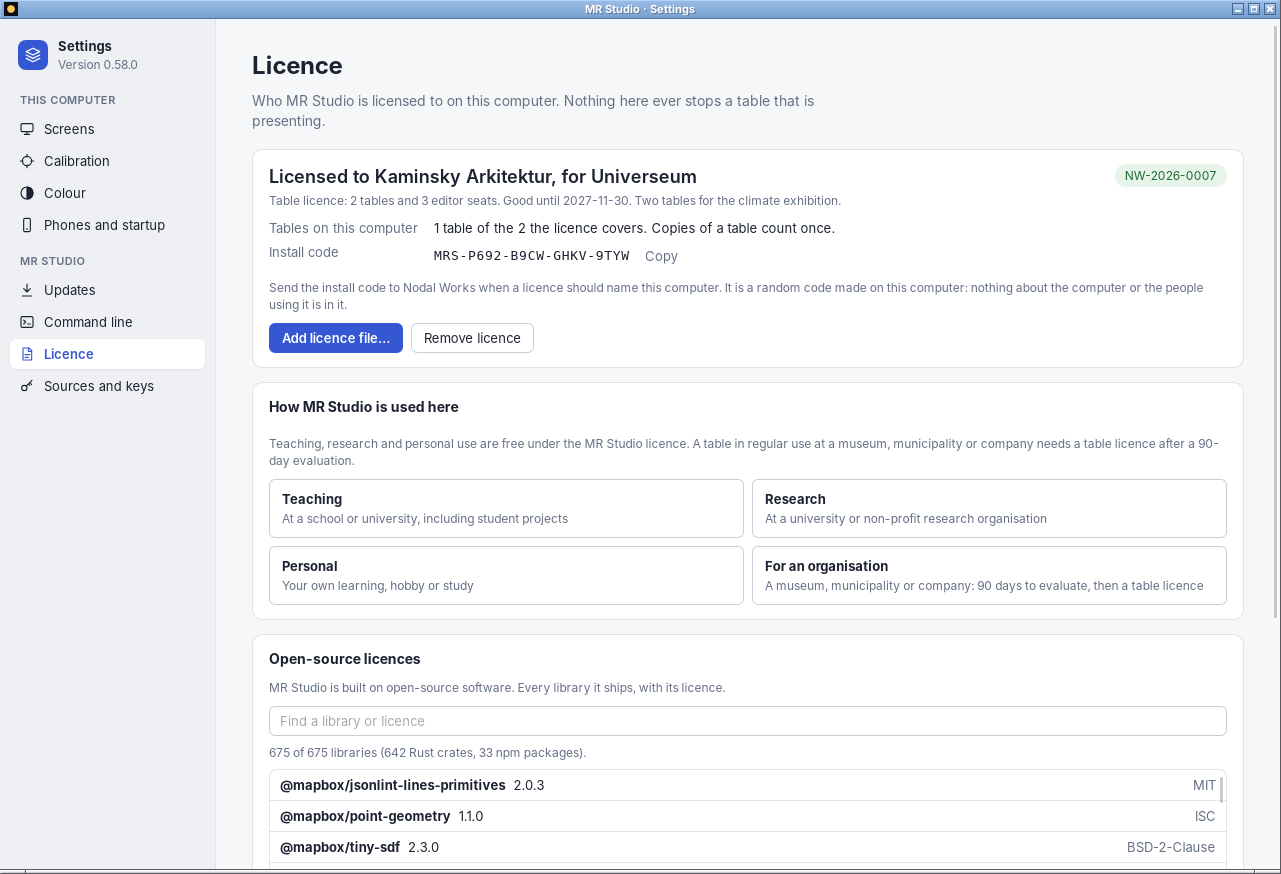 MR Studio · Settings
Settings
Version 0.58.0
THIS COMPUTER
Screens
Calibration
Colour
Phones and startup
MR STUDIO
Updates
Command line
Licence
Sources and keys
Licence
Who MR Studio is licensed to on this computer. Nothing here ever stops a table that is
presenting.
Licensed to Kaminsky Arkitektur, for Universeum
NW-2026-0007
Table licence: 2 tables and 3 editor seats. Good until 2027-11-30. Two tables for the climate exhibition.
Tables on this computer 1 table of the 2 the licence covers. Copies of a table count once.
Install code MRS-P692-B9CW-GHKV-9TYW Copy
Send the install code to Nodal Works when a licence should name this computer. It is a random code made on this computer: nothing about the computer or the people
using it is in it.
Add licence file... Remove licence
How MR Studio is used here
Teaching, research and personal use are free under the MR Studio licence. A table in regular use at a museum, municipality or company needs a table licence after a 90-
day evaluation.
Teaching
At a school or university, including student projects
Research
At a university or non-profit research organisation
Personal
Your own learning, hobby or study
For an organisation
A museum, municipality or company: 90 days to evaluate, then a table licence
Open-source licences
MR Studio is built on open-source software. Every library it ships, with its licence.
Find a library or licence
675 of 675 libraries (642 Rust crates, 33 npm packages).
@mapbox/jsonlint-lines-primitives 2.0.3 MIT
@mapbox/point-geometry 1.1.0 ISC
@mapbox/tiny-sdf 2.3.0 BSD-2-Clause